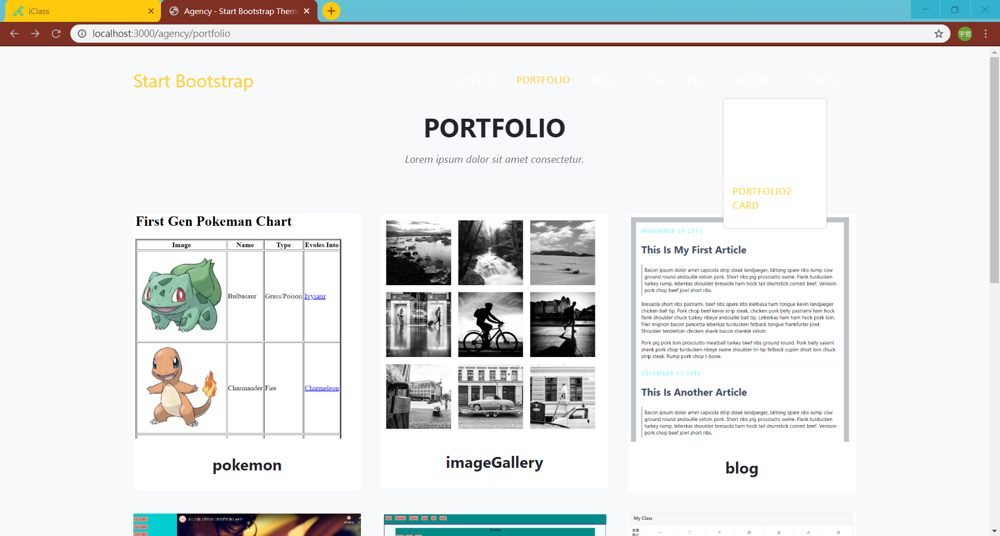 iClass
Agency - Start Bootstrap Them
localhost:3000/agency/portfolio
宇哲
Start Bootstrap
SERVICES PORTFOLIO ABOUT TEAM TKU DBDEMO CONTACT
PORTFOLIO
Lorem ipsum dolor sit amet consectetur.
PORTFOLIO2
CARD
First Gen Pokeman Chart
Image Name Type Evoles Into
Bulbasaur Grass/Poison Ivysaur
Charmander Fire Charmeleon
pokemon
imageGallery
NOVEMBER 23 2015
This Is My First Article
Bacon ipsum dolor amet capicola strip steak landjaeger, biltong spare ribs rump cow
ground round andouille sirloin pork. Short ribs pig prosciutto swine. Flank turducken
turkey rump, leberkas shoulder bresaola ham hock tail drumstick corned beef. Venison
pork chop beef jowl short ribs.
Bresaola short ribs pastrami, beef ribs spare ribs kielbasa ham tongue kevin landjaeger
chicken ball tip. Pork chop beef kevin strip steak, chicken pork belly pastrami ham hock
flank shoulder chuck turkey ribeye andouille ball tip. Leberkas ham ham hock pork loin.
Filet mignon bacon pancetta leberkas turducken fatback tongue frankfurter jowl.
Shoulder tenderloin chicken shank bacon shankle sirloin.
Pork pig pork loin prosciutto meatball turkey beef ribs ground round. Pork belly salami
shank pork chop turducken ribeye swine shoulder tri-tip fatback cupim short loin chuck
strip steak. Rump pork chop t-bone.
DECEMBER 11 2015
This Is Another Article
Bacon ipsum dolor amet capicola strip steak landjaeger, biltong spare ribs rump cow
ground round andouille sirloin pork. Short ribs pig prosciutto swine. Flank turducken
turkey rump, leberkas shoulder bresaola ham hock tail drumstick corned beef. Venison
pork chop beef jowl short ribs.
blog
Heading
My Class
一 二 三 四 五 六 日